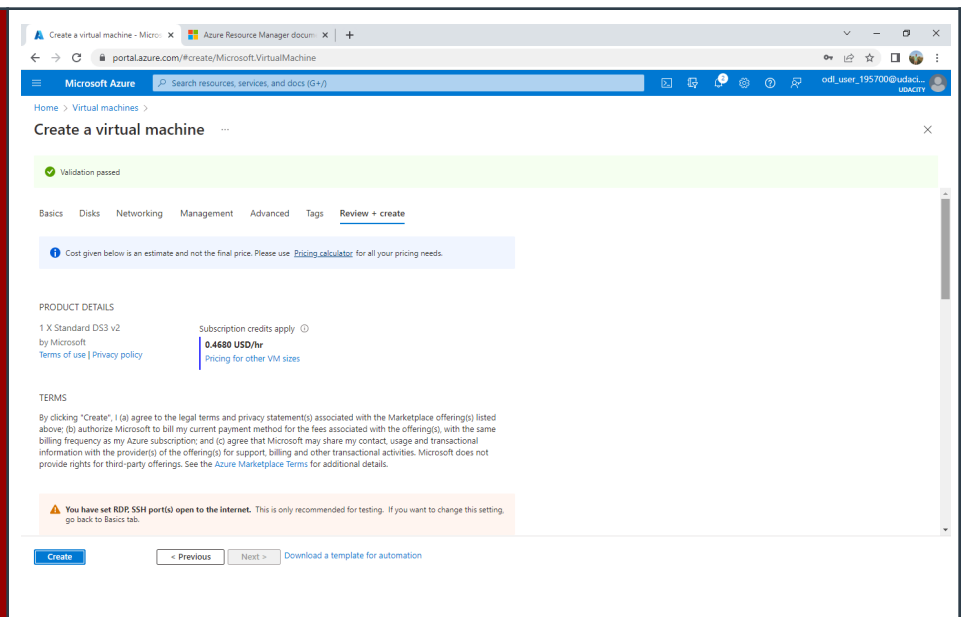 Create a virtual machine - Micros
Azure Resource Manager docum
portal.azure.com/#create/Microsoft.VirtualMachine
Microsoft Azure
Search resources, services, and docs (G+/)
2
odl_user_195700@udaci...
UDACITY
Home > Virtual machines >
Create a virtual machine ...
Validation passed
Basics Disks Networking Management Advanced Tags Review + create
Cost given below is an estimate and not the final price. Please use Pricing calculator for all your pricing needs.
PRODUCT DETAILS
1 X Standard DS3 v2
by Microsoft
Terms of use | Privacy policy
Subscription credits apply
0.4680 USD/hr
Pricing for other VM sizes
TERMS
By clicking "Create", I (a) agree to the legal terms and privacy statement(s) associated with the Marketplace offering(s) listed
above; (b) authorize Microsoft to bill my current payment method for the fees associated with the offering(s), with the same
billing frequency as my Azure subscription; and (c) agree that Microsoft may share my contact, usage and transactional
information with the provider(s) of the offering(s) for support, billing and other transactional activities. Microsoft does not
provide rights for third-party offerings. See the Azure Marketplace Terms for additional details.
You have set RDP, SSH port(s) open to the internet. This is only recommended for testing. If you want to change this setting,
go back to Basics tab.
Create
< Previous
Next >
Download a template for automation